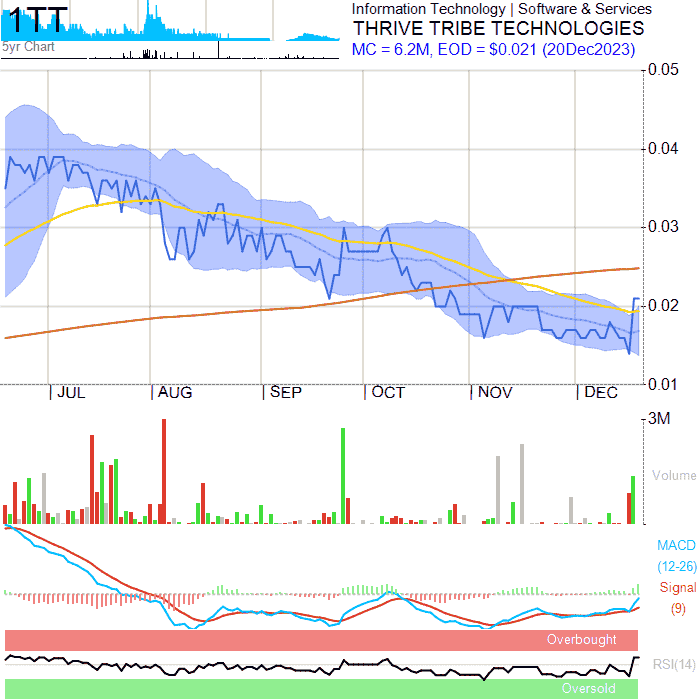 1TT
5yr Chart
Information Technology | Software & Services
THRIVE TRIBE TECHNOLOGIES
MC = 6.2M, EOD = $0.021 (20Dec2023)
0.05
0.04
0.03
0.02
0.01
| JUL | AUG | SEP | OCT | NOV | DEC
3M
Volume
MACD
(12-26)
Signal
(9)
Overbought
RSI(14)
Oversold